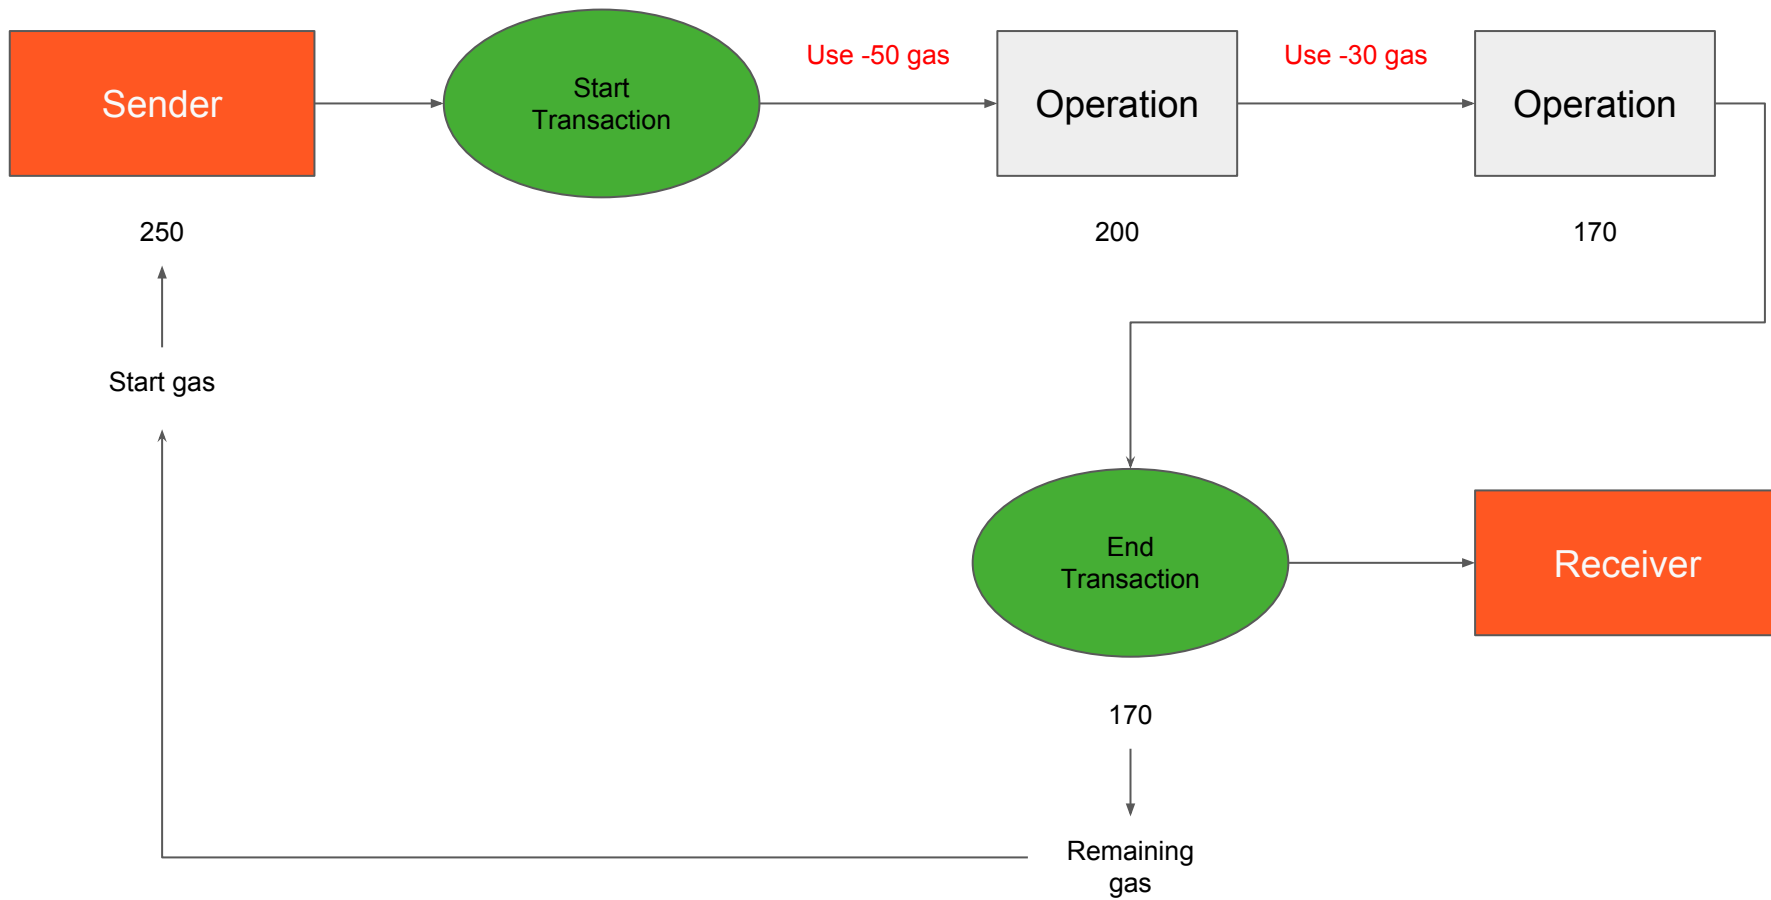 Sender
Start
Transaction
Use -50 gas
Operation
Use -30 gas
Operation
250
200
170
Start gas
End
Transaction
Receiver
170
Remaining
gas